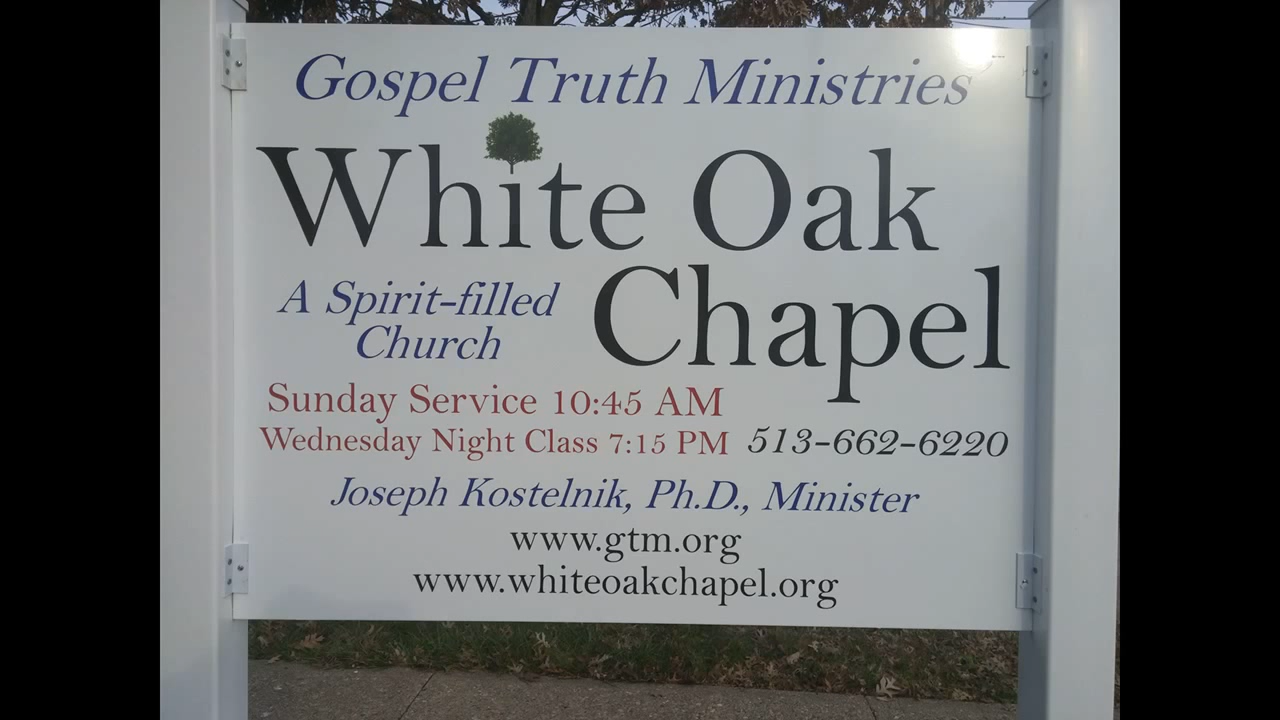 Gospel Truth Ministries
White Oak
Chapel
A Spirit-filled
Church
Sunday Service 10:45 AM
Wednesday Night Class 7:15 PM 513-662-6220
Joseph Kostelnik, Ph.D., Minister
www.gtm.org
www.whiteoakchapel.org